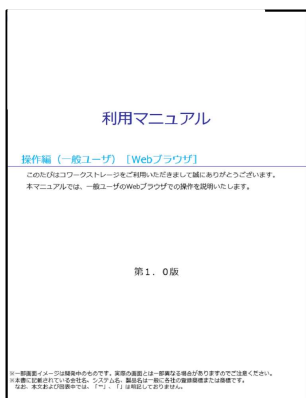 利用マニュアル
操作編（一般ユーザ）［Webブラウザ］
このたびはコワークストレージをご利用いただきまして誠にありがとうございます。
本マニュアルでは、一般ユーザのWebブラウザでの操作を説明いたします。
第１．０版
※一部画面イメージは開発中のものです。実際の画面とは一部異なる場合がありますのでご注意ください。
※本書に記載されている会社名、システム名、製品名は一般に各社の登録商標または商標です。
なお、本文および図表中では、「™」、「」は明記しておりません。